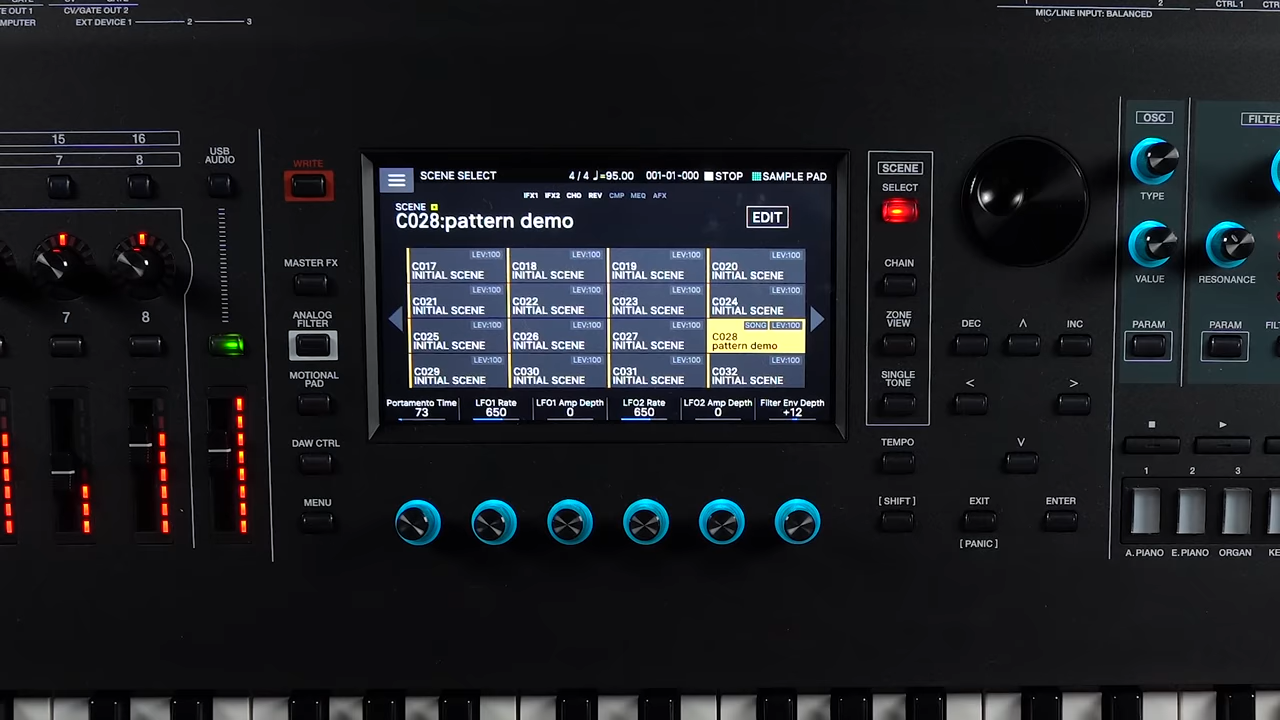 GATE OUT 1
CV/GATE OUT 2
EXT DEVICE 1
2
3
MIC/LINE INPUT: BALANCED
2
CTRL 1
15
16
7
8
USB
AUDIO
7
8
WRITE
MASTER FX
ANALOG
FILTER
MOTIONAL
PAD
DAW CTRL
MENU
SCENE SELECT
4 / 4 ♩=95.00
001-01-000
STOP
SAMPLE PAD
IFX1 IFX2 CHO REV CMP MEQ AFX
SCENE
C028:pattern demo
EDIT
LEV:100
C017
INITIAL SCENE
LEV:100
C018
INITIAL SCENE
LEV:100
C019
INITIAL SCENE
LEV:100
C020
INITIAL SCENE
LEV:100
C021
INITIAL SCENE
LEV:100
C022
INITIAL SCENE
LEV:100
C023
INITIAL SCENE
LEV:100
C024
INITIAL SCENE
LEV:100
C025
INITIAL SCENE
LEV:100
C026
INITIAL SCENE
LEV:100
C027
INITIAL SCENE
SONG LEV:100
C028
pattern demo
LEV:100
C029
INITIAL SCENE
LEV:100
C030
INITIAL SCENE
LEV:100
C031
INITIAL SCENE
LEV:100
C032
INITIAL SCENE
Portamento Time
73
LFO1 Rate
650
LFO1 Amp Depth
0
LFO2 Rate
650
LFO2 Amp Depth
0
Filter Env Depth
+12
SCENE
SELECT
CHAIN
ZONE
VIEW
SINGLE
TONE
TEMPO
[ SHIFT ]
DEC
INC
EXIT
[ PANIC ]
ENTER
OSC
TYPE
VALUE
PARAM
FILTER
RESONANCE
PARAM
1
2
3
A. PIANO
E. PIANO
ORGAN